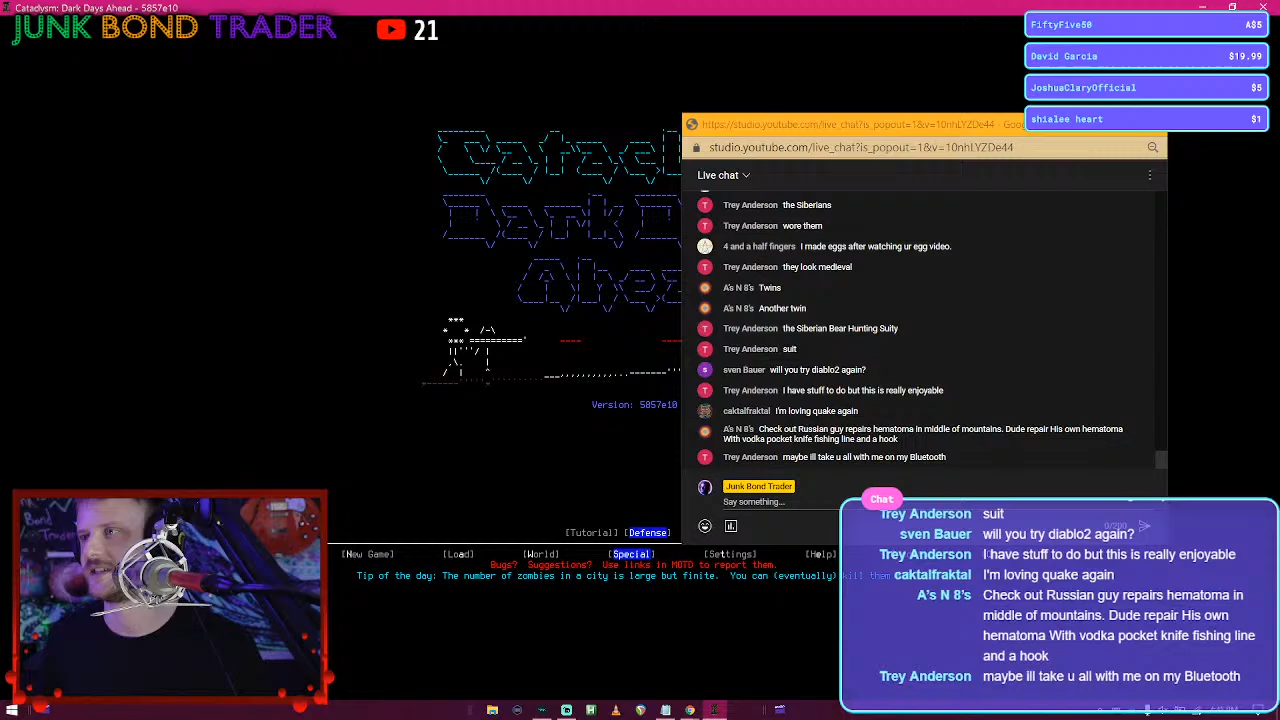 Cataclysm: Dark Days Ahead - 5857e10
JUNK BOND TRADER
21
FiftyFive50 A$5
David Garcia $19.99
JoshuaClaryOfficial $5
shialee heart $1
https://studio.youtube.com/live_chat?is_popout=1&v=10nhLYZDe44 - Goo
studio.youtube.com/live_chat?is_popout=1&v=10nhLYZDe44
Live chat
Trey Anderson the Siberians
Trey Anderson wore them
4 and a half fingers I made eggs after watching ur egg video.
Trey Anderson they look medieval
A's N 8's Twins
A's N 8's Another twin
Trey Anderson the Siberian Bear Hunting Suity
Trey Anderson suit
sven Bauer will you try diablo2 again?
Trey Anderson I have stuff to do but this is really enjoyable
caktalfraktal I'm loving quake again
A's N 8's Check out Russian guy repairs hematoma in middle of mountains. Dude repair His own hematoma
With vodka pocket knife fishing line and a hook
Trey Anderson maybe ill take u all with me on my Bluetooth
Junk Bond Trader
Say something...
0/200
Version: 5857e10
[Tutorial] [Defense]
[New Game] [Load] [World] [Special] [Settings] [Help]
Bugs? Suggestions? Use links in MOTD to report them.
Tip of the day: The number of zombies in a city is large but finite. You can (eventually) kill them
Chat
Trey Anderson suit
sven Bauer will you try diablo2 again?
Trey Anderson I have stuff to do but this is really enjoyable
caktalfraktal I'm loving quake again
A's N 8's Check out Russian guy repairs hematoma in
middle of mountains. Dude repair His own
hematoma With vodka pocket knife fishing line
and a hook
Trey Anderson maybe ill take u all with me on my Bluetooth